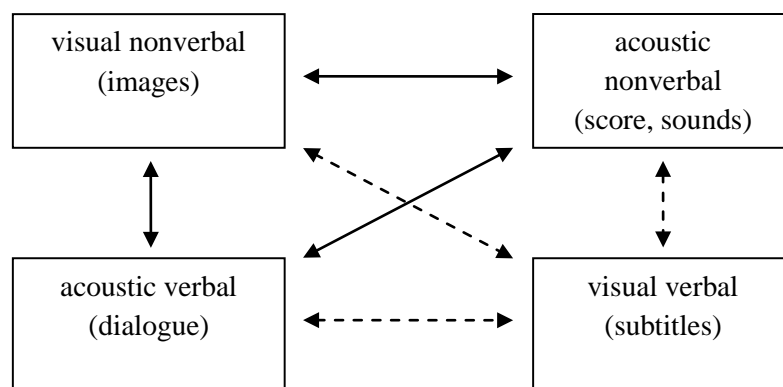 visual nonverbal
(images)
acoustic
nonverbal
(score, sounds)
acoustic verbal
(dialogue)
visual verbal
(subtitles)